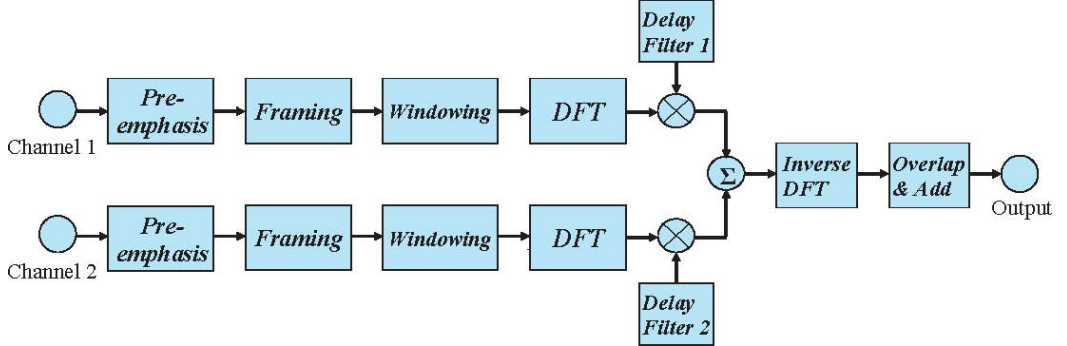 Delay
Filter 1
Channel 1
Pre-
emphasis
Framing
Windowing
DFT
Σ
Inverse
DFT
Overlap
& Add
Output
Channel 2
Pre-
emphasis
Framing
Windowing
DFT
Delay
Filter 2